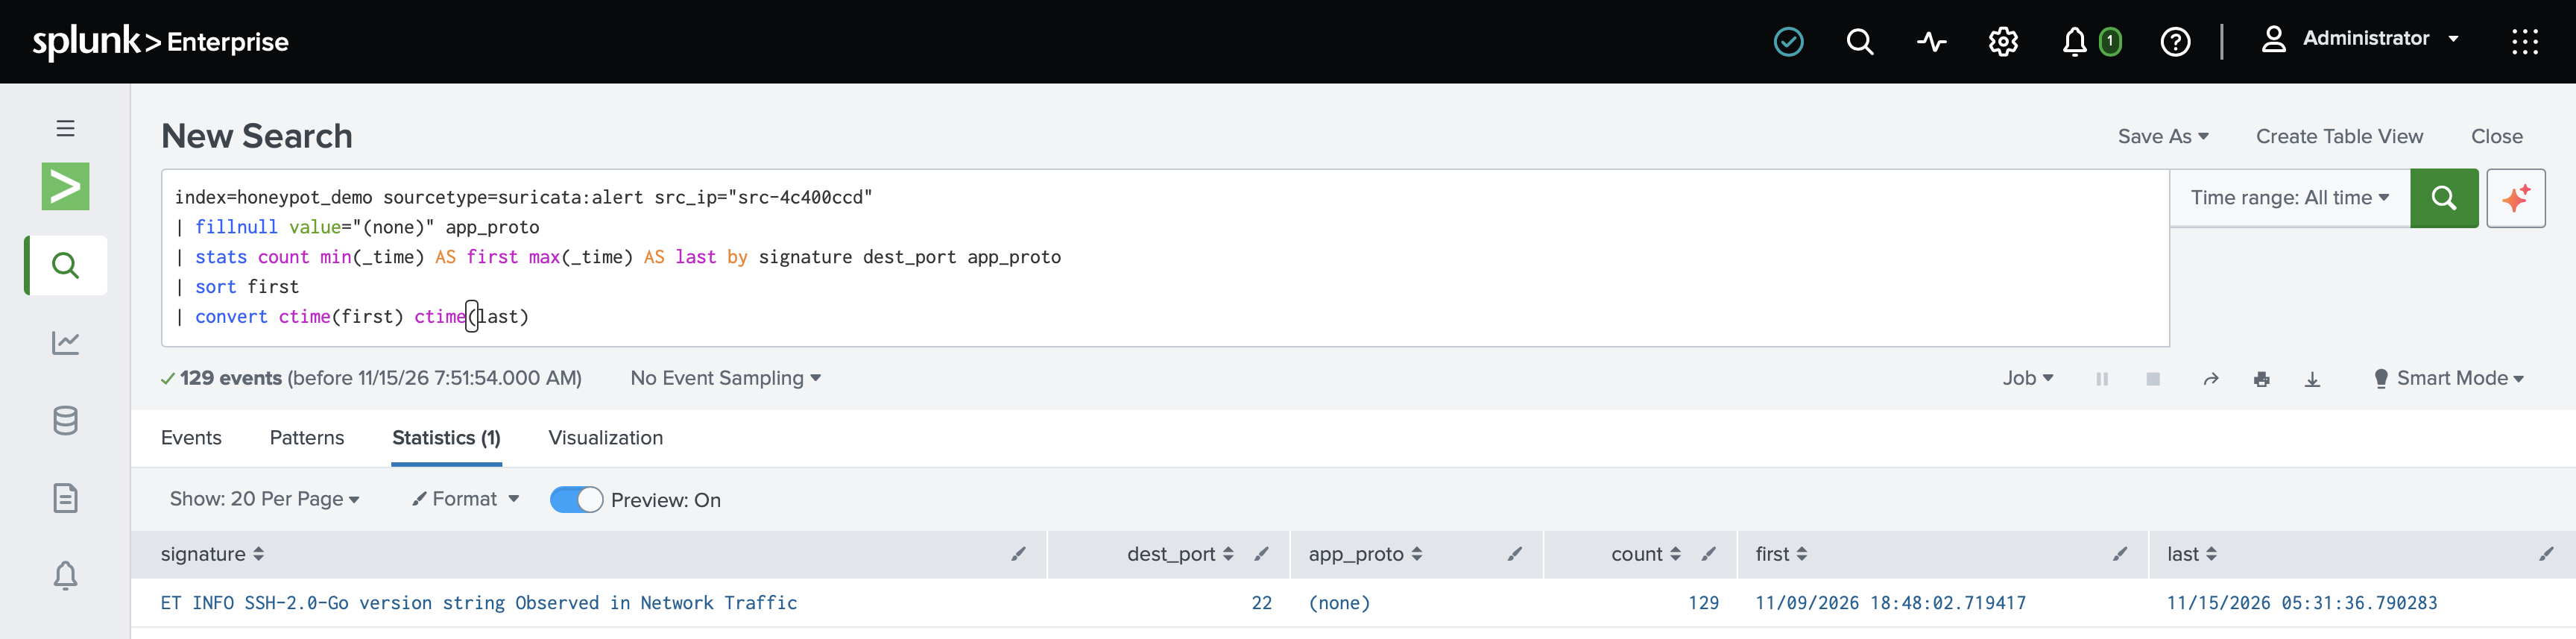 splunk> Enterprise
1
Administrator
New Search
Save As
Create Table View
Close
index=honeypot_demo sourcetype=suricata:alert src_ip="src-4c400ccd"
| fillnull value="(none)" app_proto
| stats count min(_time) AS first max(_time) AS last by signature dest_port app_proto
| sort first
| convert ctime(first) ctime(last)
Time range: All time
129 events (before 11/15/26 7:51:54.000 AM)
No Event Sampling
Job
Smart Mode
Events
Patterns
Statistics (1)
Visualization
Show: 20 Per Page
Format
Preview: On
signature dest_port app_proto count first last
ET INFO SSH-2.0-Go version string Observed in Network Traffic 22 (none) 129 11/09/2026 18:48:02.719417 11/15/2026 05:31:36.790283